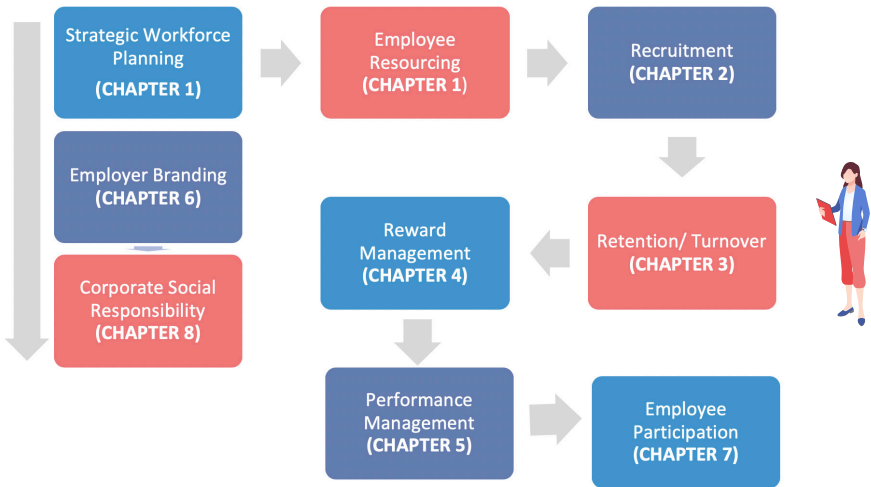 Strategic Workforce
Planning
(CHAPTER 1)
Employee
Resourcing
(CHAPTER 1)
Recruitment
(CHAPTER 2)
Employer Branding
(CHAPTER 6)
Reward
Management
(CHAPTER 4)
Retention/ Turnover
(CHAPTER 3)
Corporate Social
Responsibility
(CHAPTER 8)
Performance
Management
(CHAPTER 5)
Employee
Participation
(CHAPTER 7)